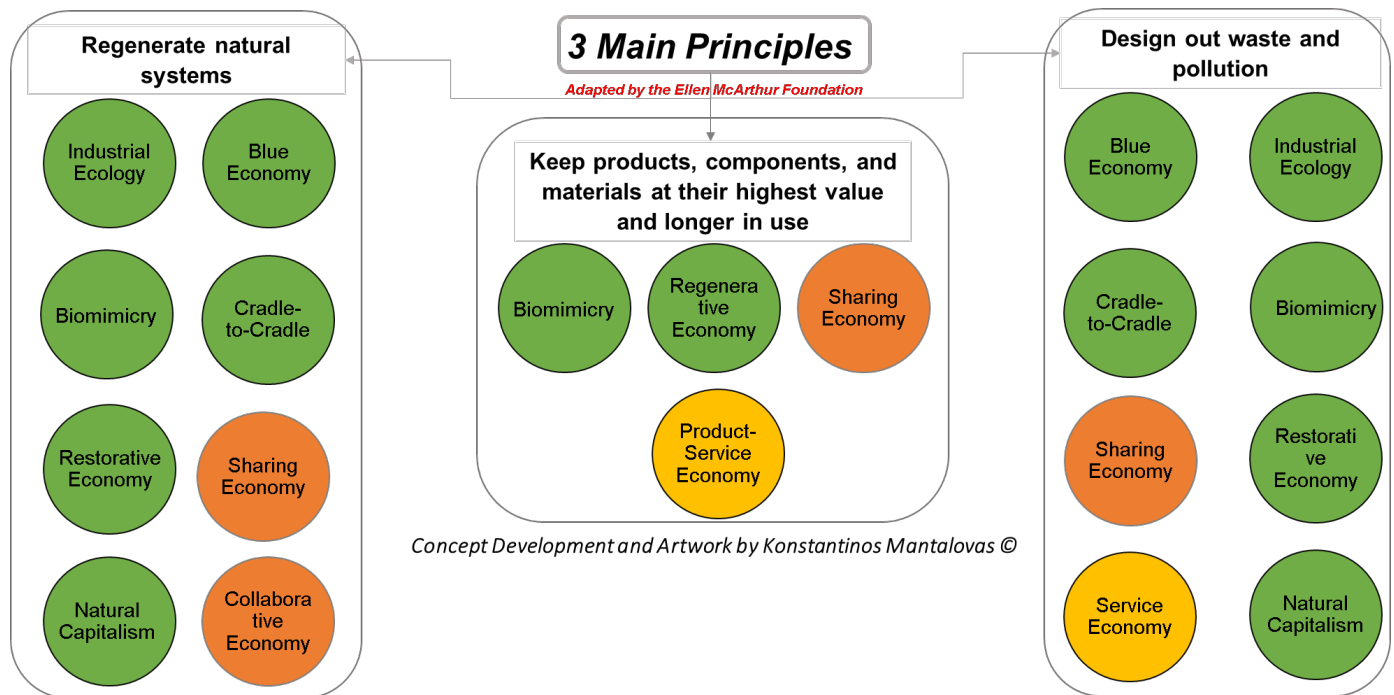 3 Main Principles
Adapted by the Ellen McArthur Foundation
Regenerate natural
systems
Industrial
Ecology
Blue
Economy
Biomimicry
Cradle-
to-Cradle
Restorative
Economy
Sharing
Economy
Natural
Capitalism
Collabora
tive
Economy
Keep products, components, and
materials at their highest value
and longer in use
Biomimicry
Regenera
tive
Economy
Sharing
Economy
Product-
Service
Economy
Concept Development and Artwork by Konstantinos Mantalovas ©
Design out waste and
pollution
Blue
Economy
Industrial
Ecology
Cradle-
to-Cradle
Biomimicry
Sharing
Economy
Restorati
ve
Economy
Service
Economy
Natural
Capitalism